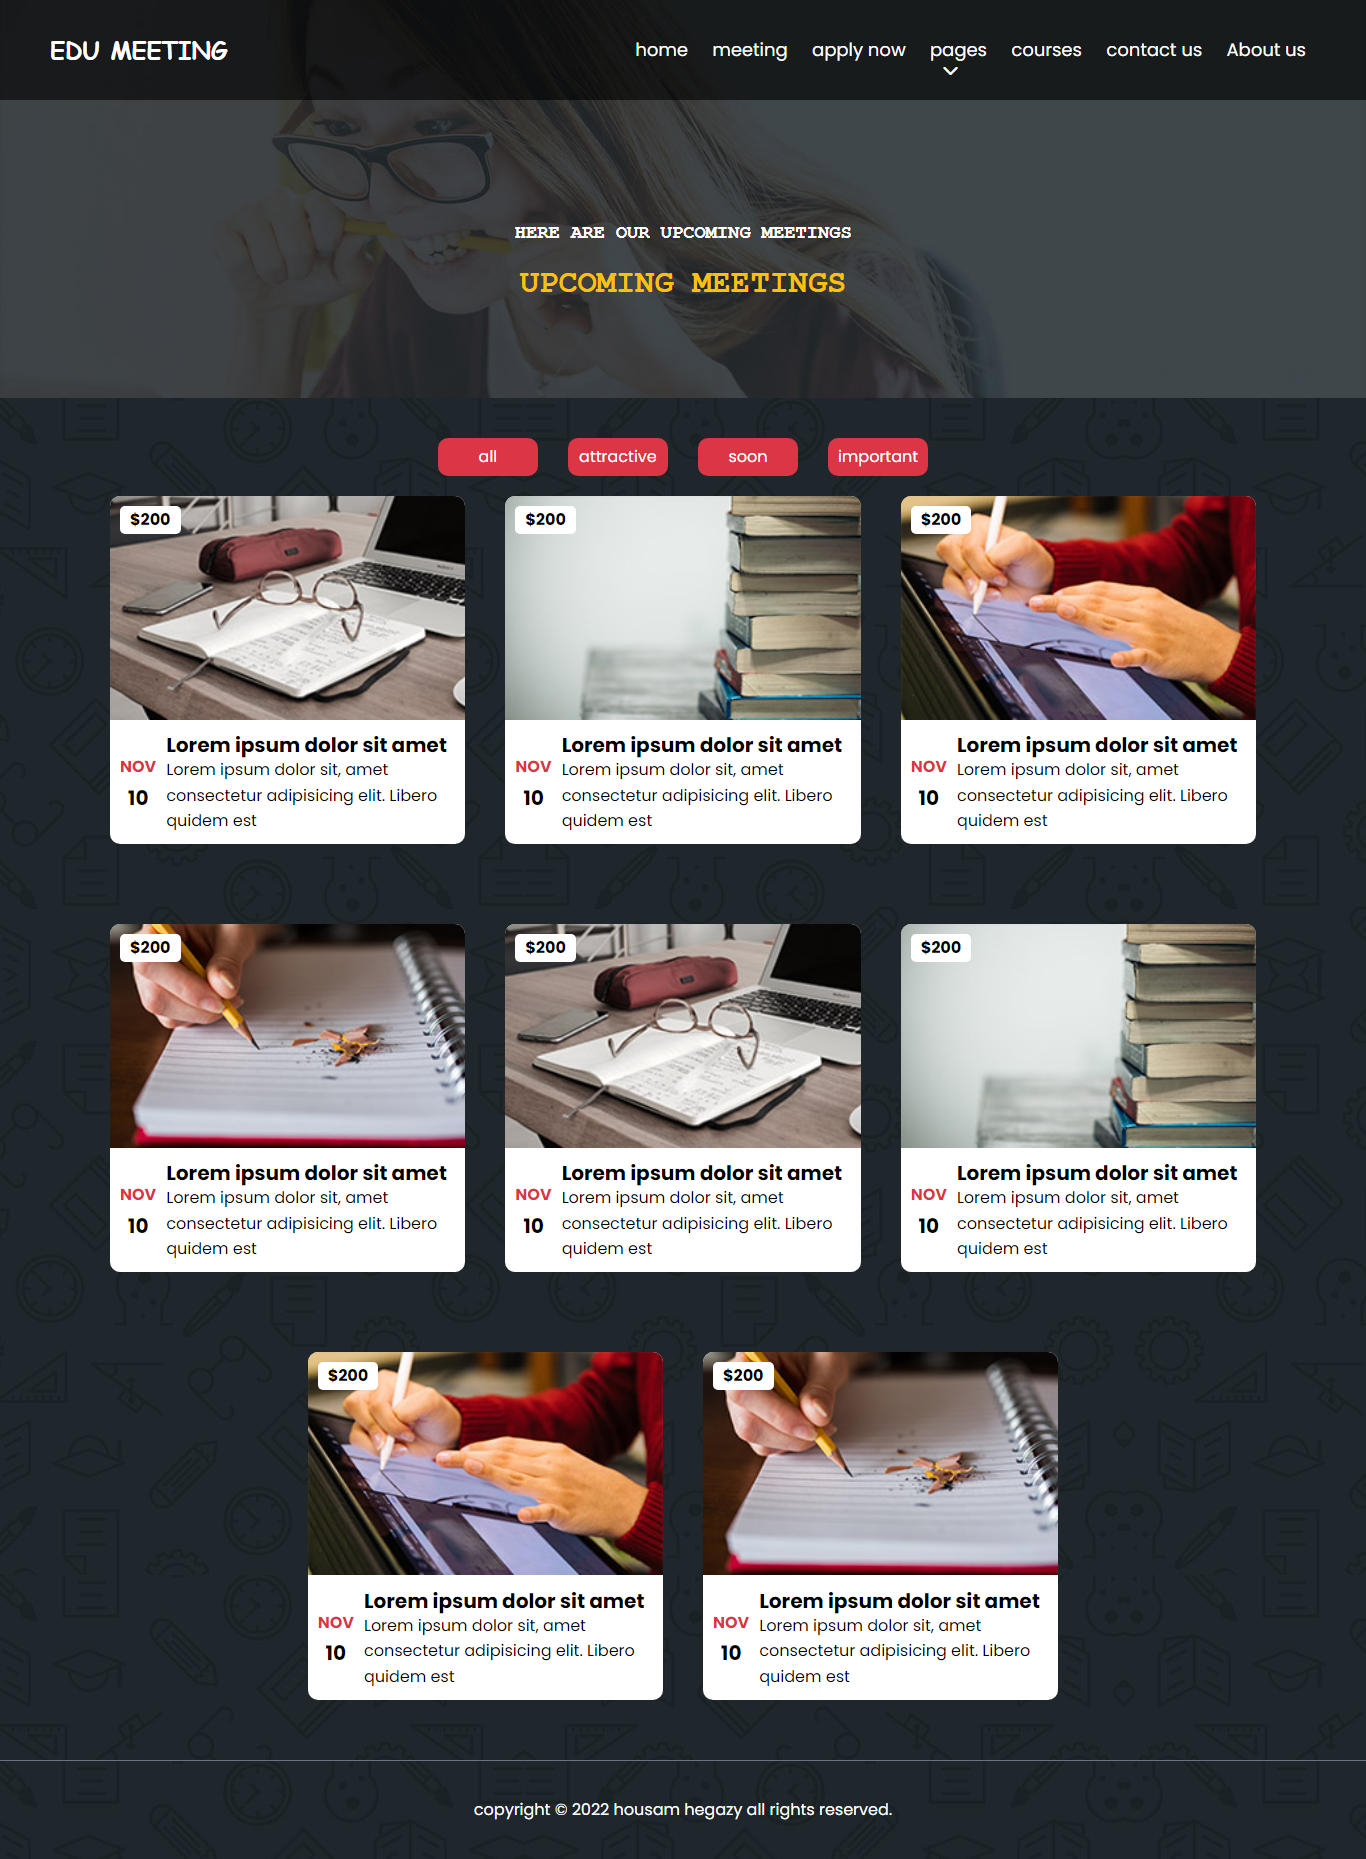 EDU MEETING
home meeting apply now pages courses contact us About us
HERE ARE OUR UPCOMING MEETINGS
UPCOMING MEETINGS
all attractive soon important
$200
NOV
10
Lorem ipsum dolor sit amet
Lorem ipsum dolor sit, amet
consectetur adipisicing elit. Libero
quidem est
$200
NOV
10
Lorem ipsum dolor sit amet
Lorem ipsum dolor sit, amet
consectetur adipisicing elit. Libero
quidem est
$200
NOV
10
Lorem ipsum dolor sit amet
Lorem ipsum dolor sit, amet
consectetur adipisicing elit. Libero
quidem est
$200
NOV
10
Lorem ipsum dolor sit amet
Lorem ipsum dolor sit, amet
consectetur adipisicing elit. Libero
quidem est
$200
NOV
10
Lorem ipsum dolor sit amet
Lorem ipsum dolor sit, amet
consectetur adipisicing elit. Libero
quidem est
$200
NOV
10
Lorem ipsum dolor sit amet
Lorem ipsum dolor sit, amet
consectetur adipisicing elit. Libero
quidem est
$200
NOV
10
Lorem ipsum dolor sit amet
Lorem ipsum dolor sit, amet
consectetur adipisicing elit. Libero
quidem est
$200
NOV
10
Lorem ipsum dolor sit amet
Lorem ipsum dolor sit, amet
consectetur adipisicing elit. Libero
quidem est
copyright © 2022 housam hegazy all rights reserved.